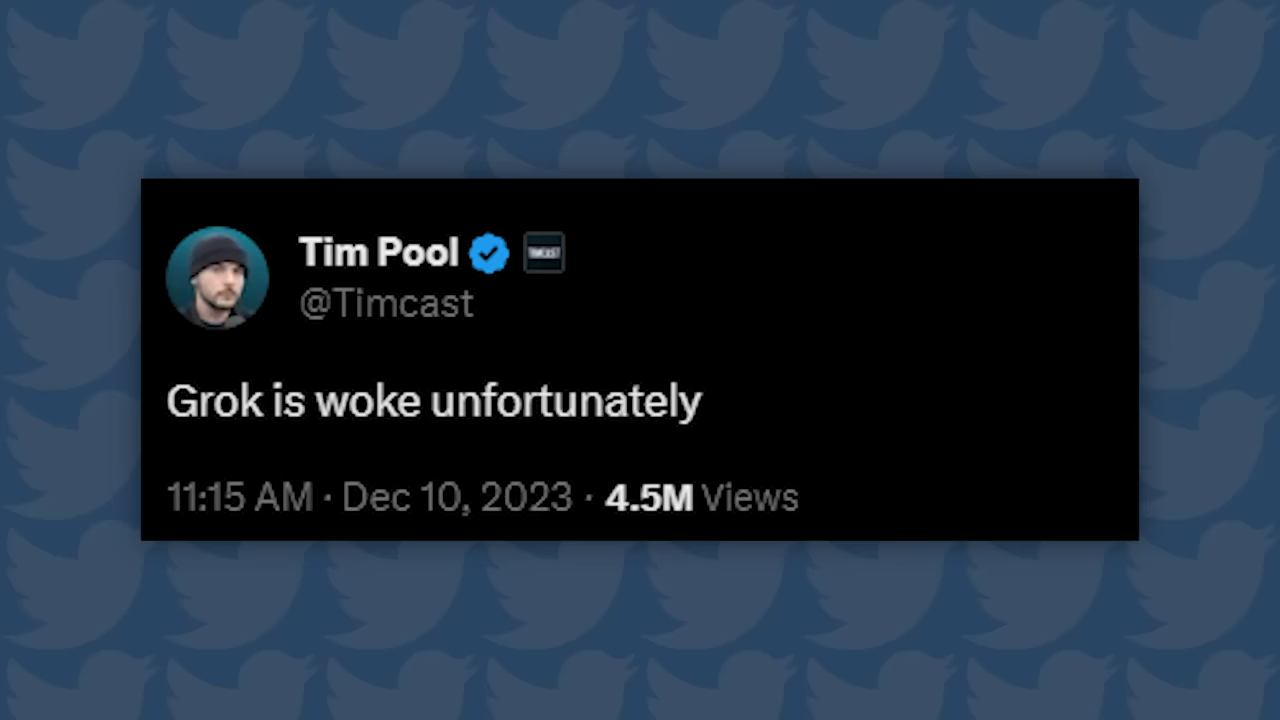 Tim Pool
@Timcast
Grok is woke unfortunately
11:15 AM · Dec 10, 2023 · 4.5M Views